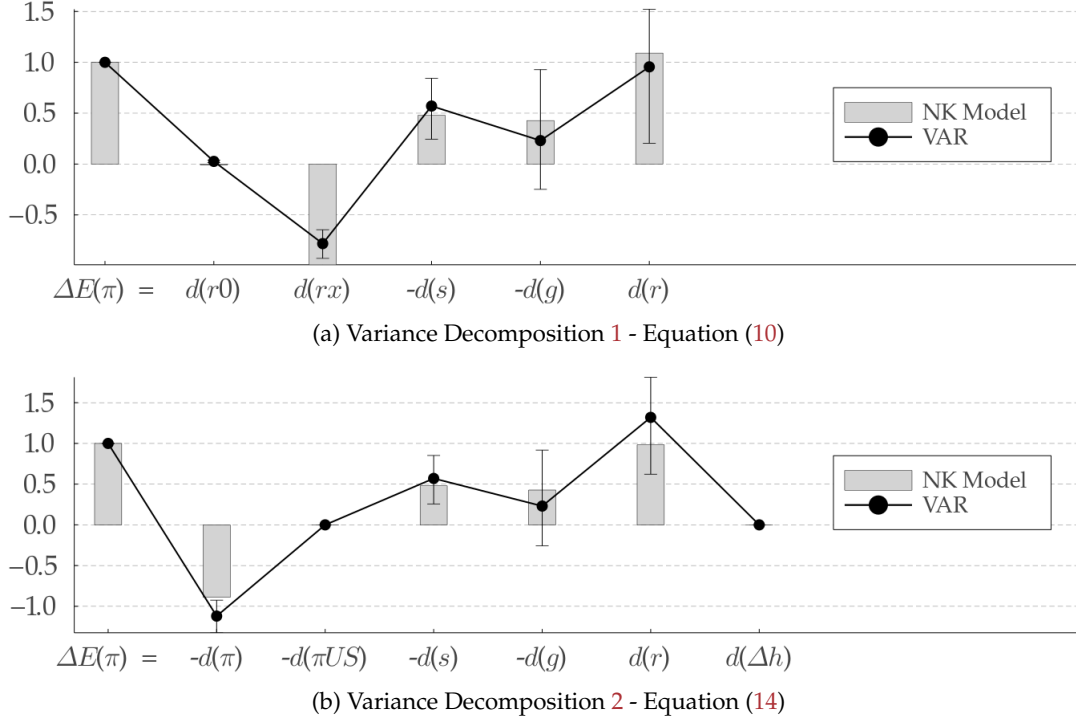 1.5
1.0
0.5
0.0
−0.5
NK Model
VAR
ΔE(π) = d(r0) d(rx) -d(s) -d(g) d(r)
(a) Variance Decomposition 1 - Equation (10)
1.5
1.0
0.5
0.0
−0.5
−1.0
NK Model
VAR
ΔE(π) = -d(π) -d(πUS) -d(s) -d(g) d(r) d(Δh)
(b) Variance Decomposition 2 - Equation (14)